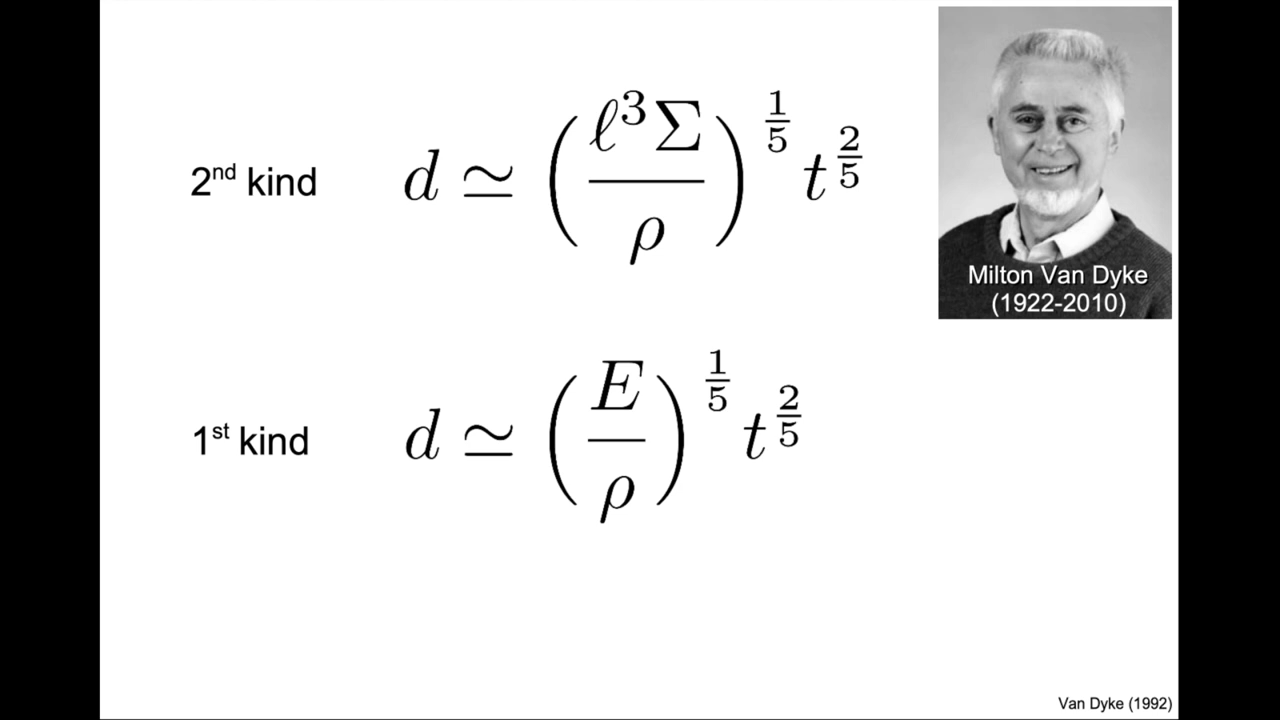 2nd kind d ≃ (ℓ³Σ/ρ)^(1/5) t^(2/5)
Milton Van Dyke
(1922-2010)
1st kind d ≃ (E/ρ)^(1/5) t^(2/5)
Van Dyke (1992)